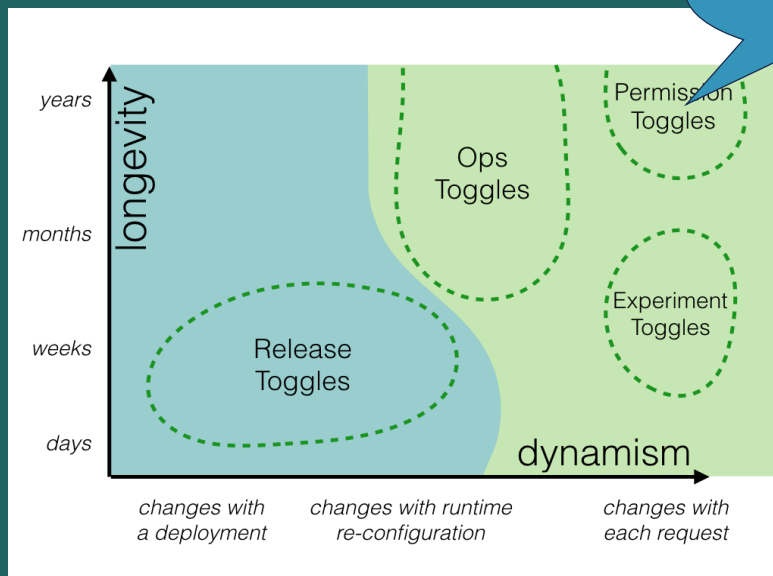 years
longevity
Permission
Toggles
Ops
Toggles
months
Experiment
Toggles
weeks
Release
Toggles
days
dynamism
changes with
a deployment
changes with runtime
re-configuration
changes with
each request